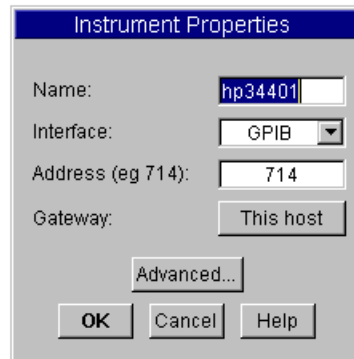 Instrument Properties
Name: hp34401
Interface: GPIB
Address (eg 714): 714
Gateway: This host
Advanced...
OK Cancel Help